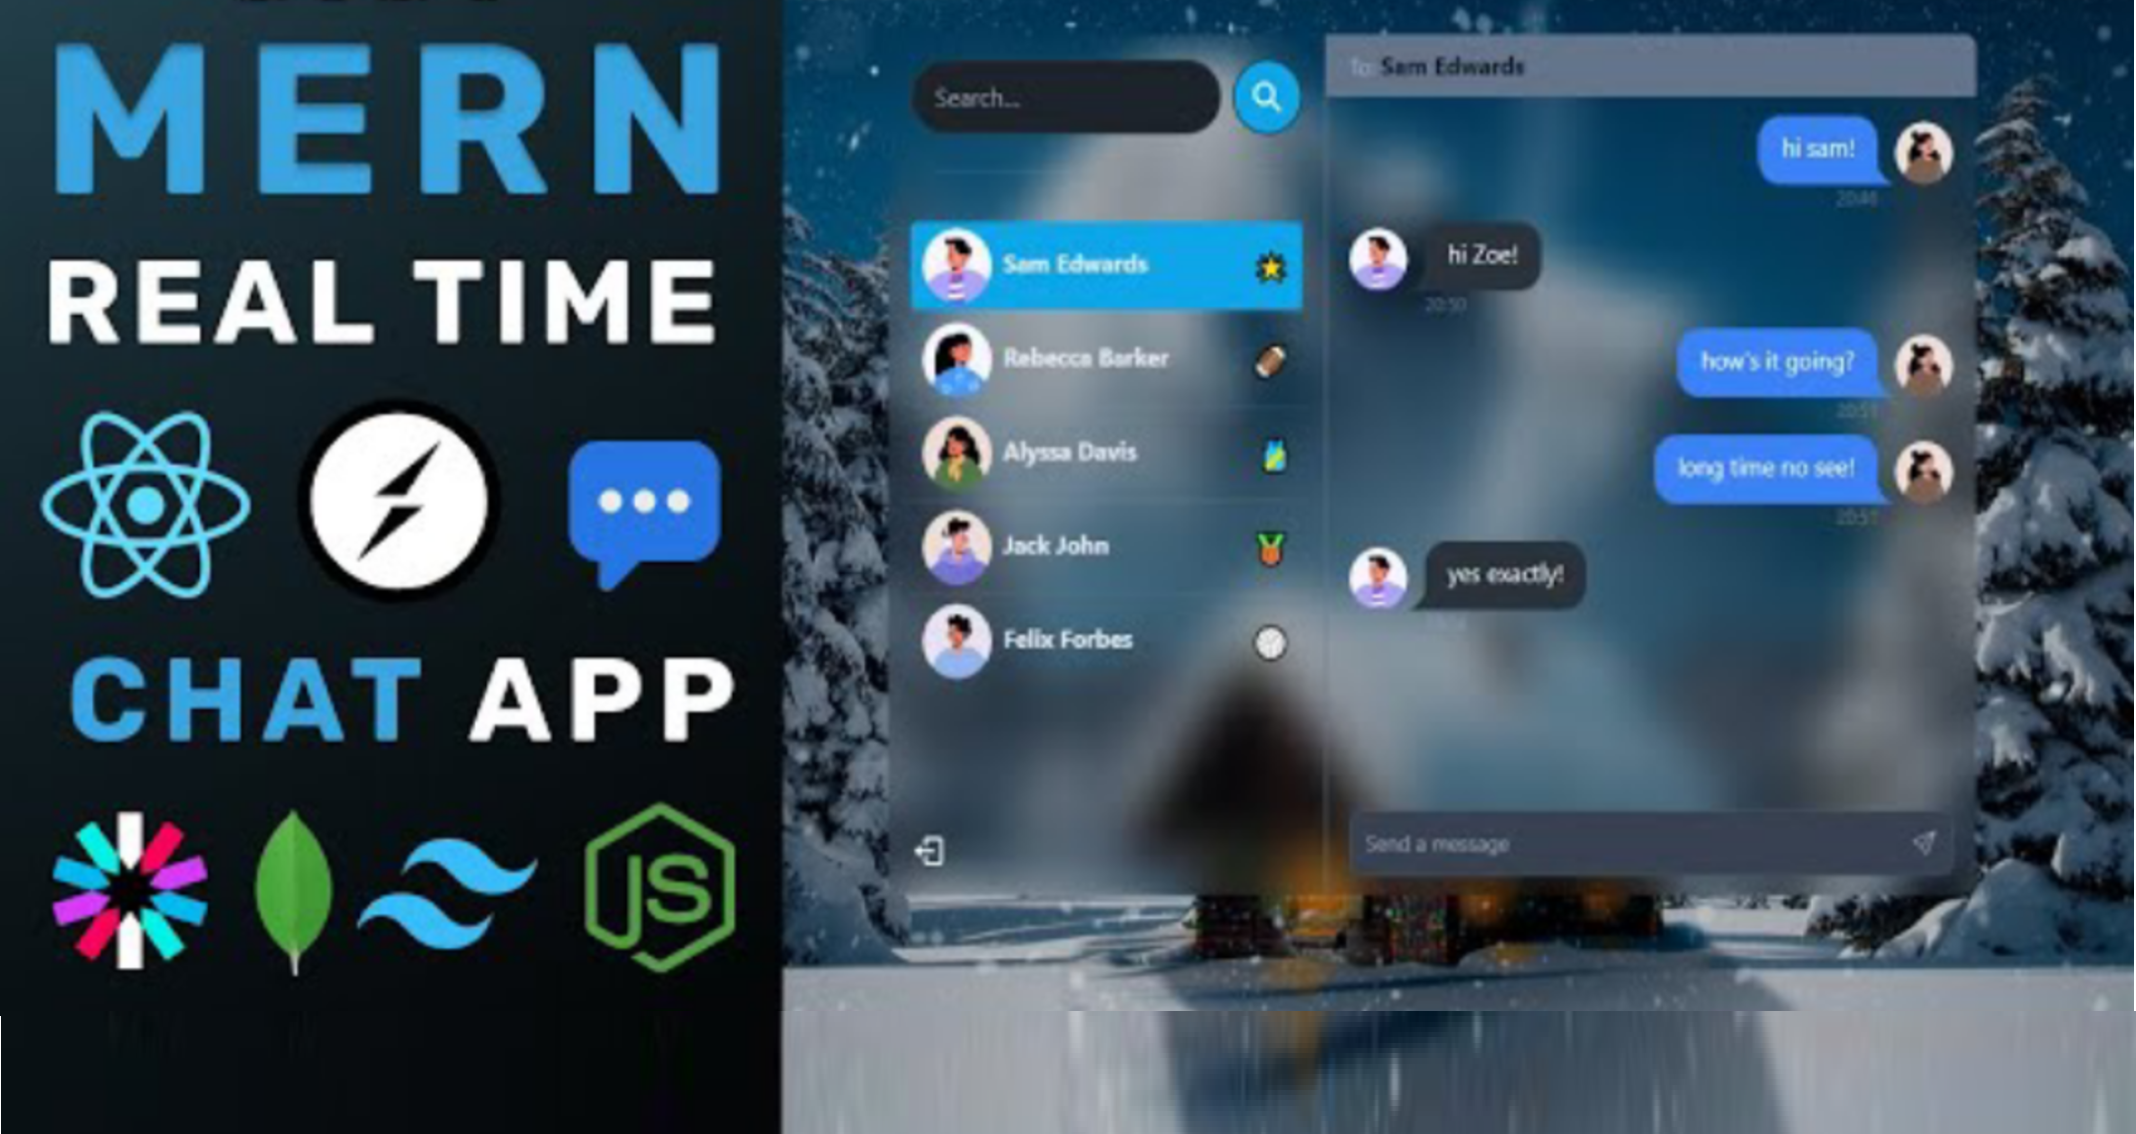 MERN
REAL TIME
CHAT APP
JS
Search...
Sam Edwards
Rebecca Barker
Alyssa Davis
Jack John
Felix Forbes
To: Sam Edwards
hi sam!
20:46
hi Zoe!
20:50
how's it going?
20:51
long time no see!
20:51
yes exactly!
Send a message